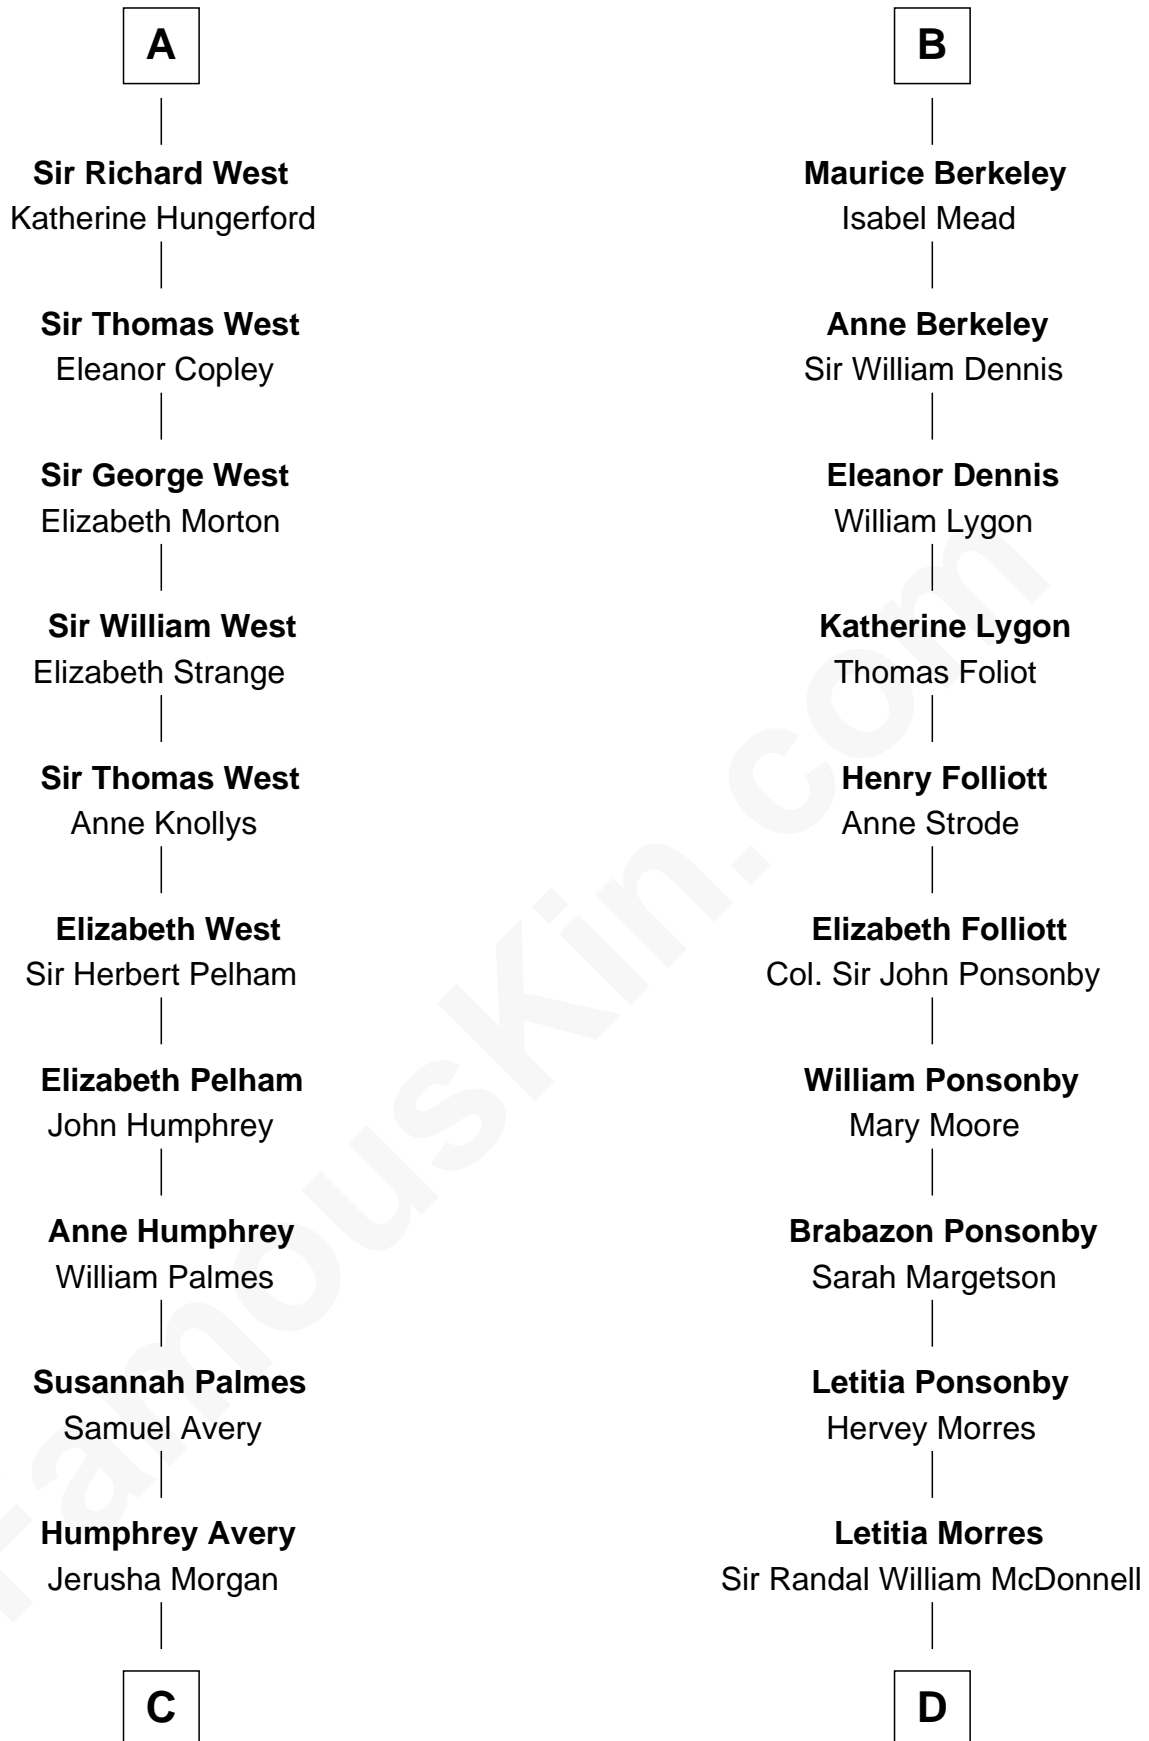 A
Sir Richard West
Katherine Hungerford
Sir Thomas West
Eleanor Copley
Sir George West
Elizabeth Morton
Sir William West
Elizabeth Strange
Sir Thomas West
Anne Knollys
Elizabeth West
Sir Herbert Pelham
Elizabeth Pelham
John Humphrey
Anne Humphrey
William Palmes
Susannah Palmes
Samuel Avery
Humphrey Avery
Jerusha Morgan
C
B
Maurice Berkeley
Isabel Mead
Anne Berkeley
Sir William Dennis
Eleanor Dennis
William Lygon
Katherine Lygon
Thomas Foliot
Henry Folliott
Anne Strode
Elizabeth Folliott
Col. Sir John Ponsonby
William Ponsonby
Mary Moore
Brabazon Ponsonby
Sarah Margetson
Letitia Ponsonby
Hervey Morres
Letitia Morres
Sir Randal William McDonnell
D
FamousKin.com